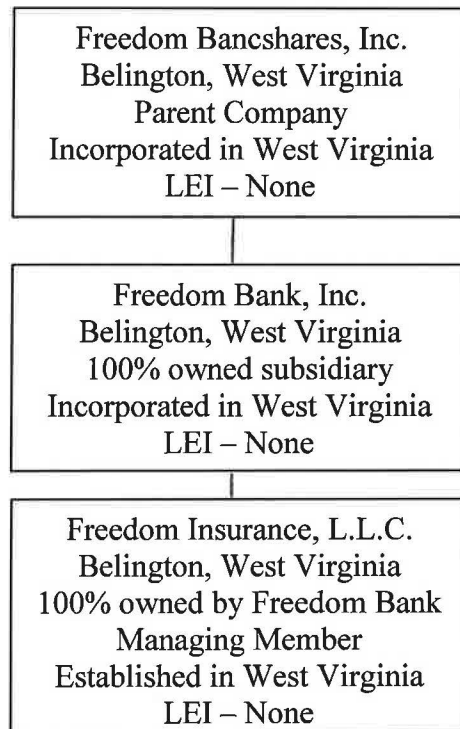 Freedom Bancshares, Inc.
Belington, West Virginia
Parent Company
Incorporated in West Virginia
LEI – None
Freedom Bank, Inc.
Belington, West Virginia
100% owned subsidiary
Incorporated in West Virginia
LEI – None
Freedom Insurance, L.L.C.
Belington, West Virginia
100% owned by Freedom Bank
Managing Member
Established in West Virginia
LEI – None